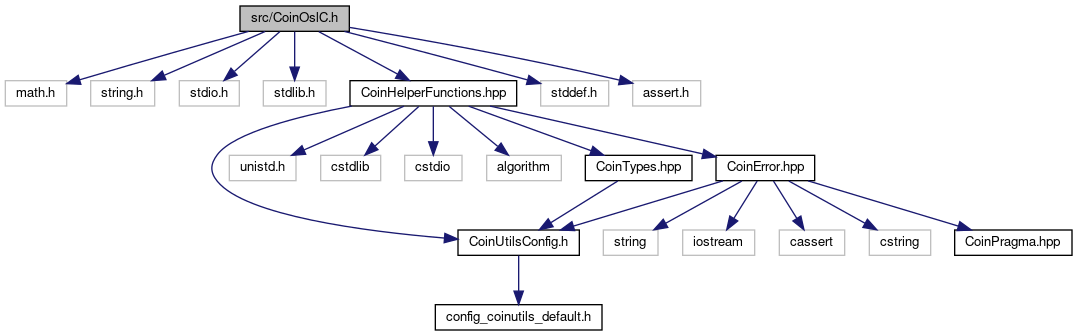 src/CoinOslC.h
math.h
string.h
stdio.h
stdlib.h
CoinHelperFunctions.hpp
stddef.h
assert.h
unistd.h
cstdlib
cstdio
algorithm
CoinTypes.hpp
CoinError.hpp
CoinUtilsConfig.h
string
iostream
cassert
cstring
CoinPragma.hpp
config_coinutils_default.h